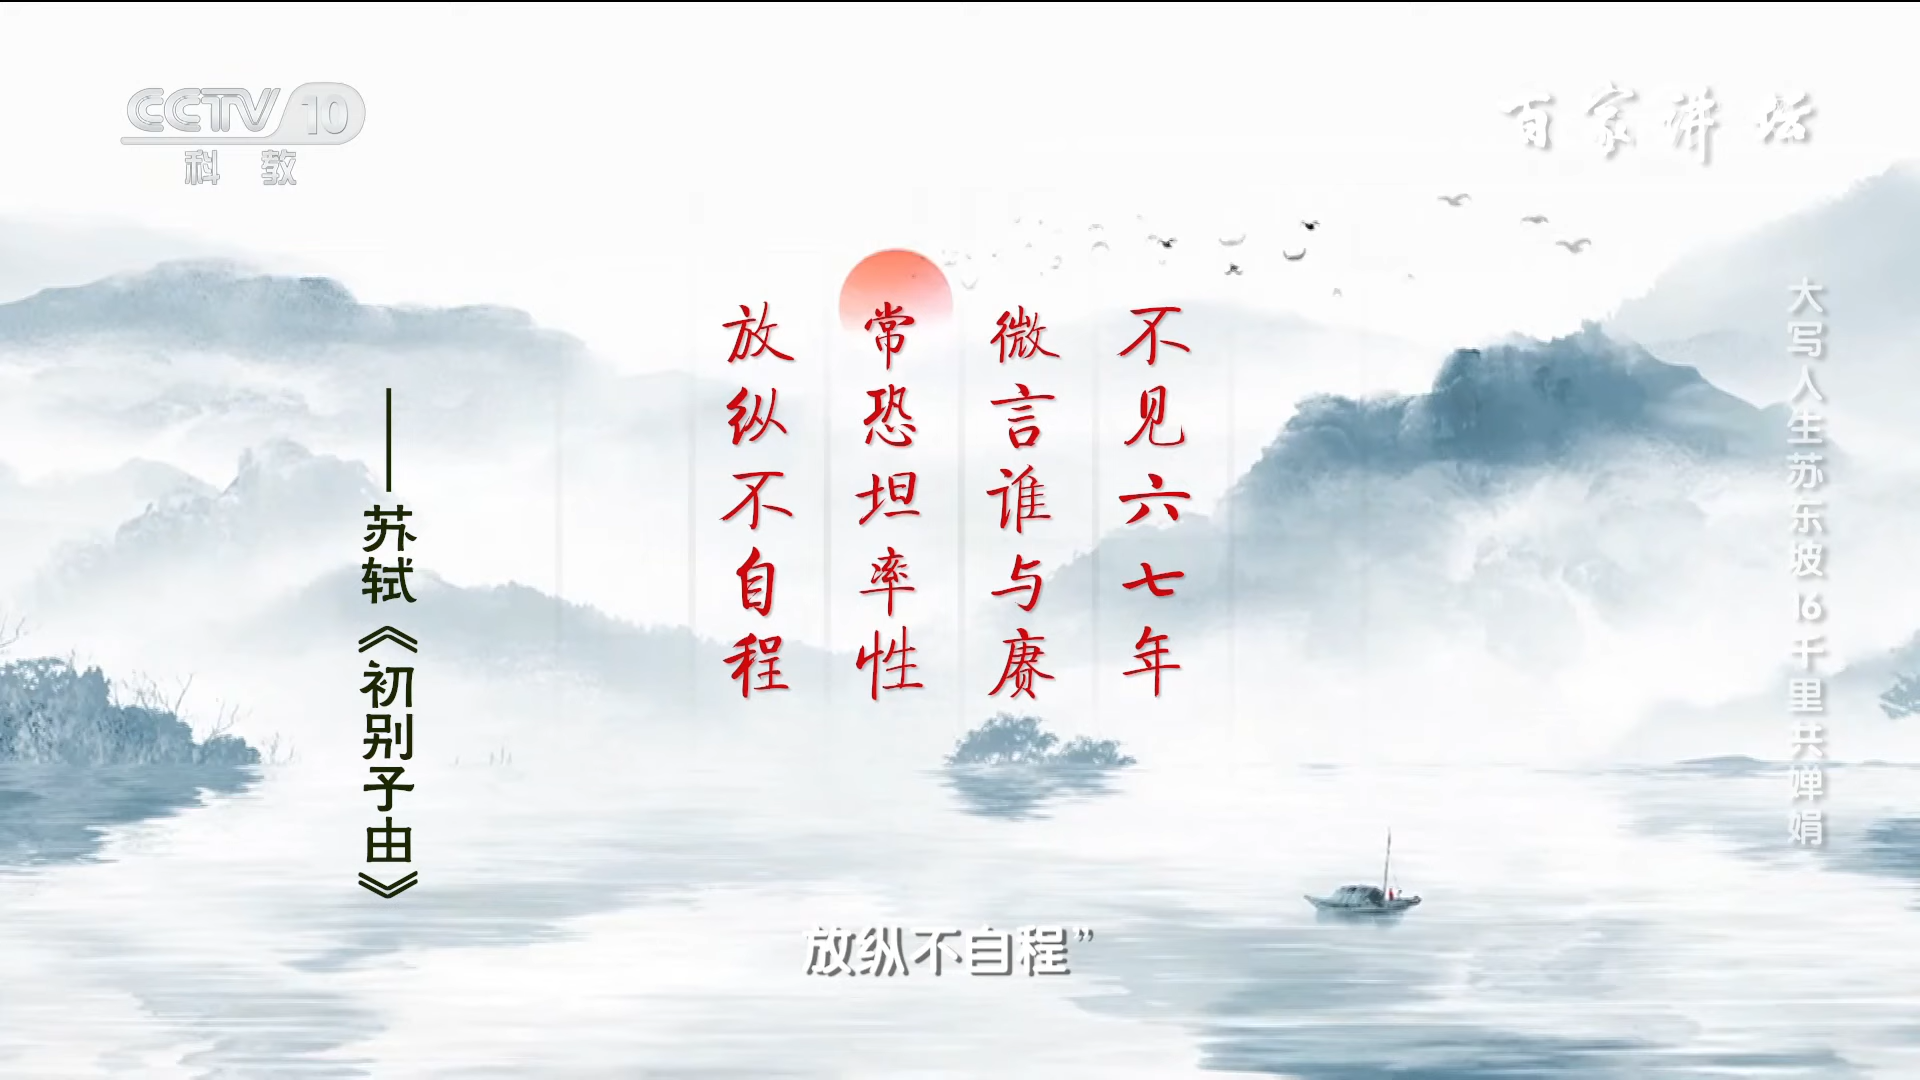 CCTV 10
科教
百家讲坛
不见六七年
微言谁与赓
常恐坦率性
放纵不自程
——苏轼《初别子由》
大写人生苏东坡16千里共婵娟
放纵不自程”